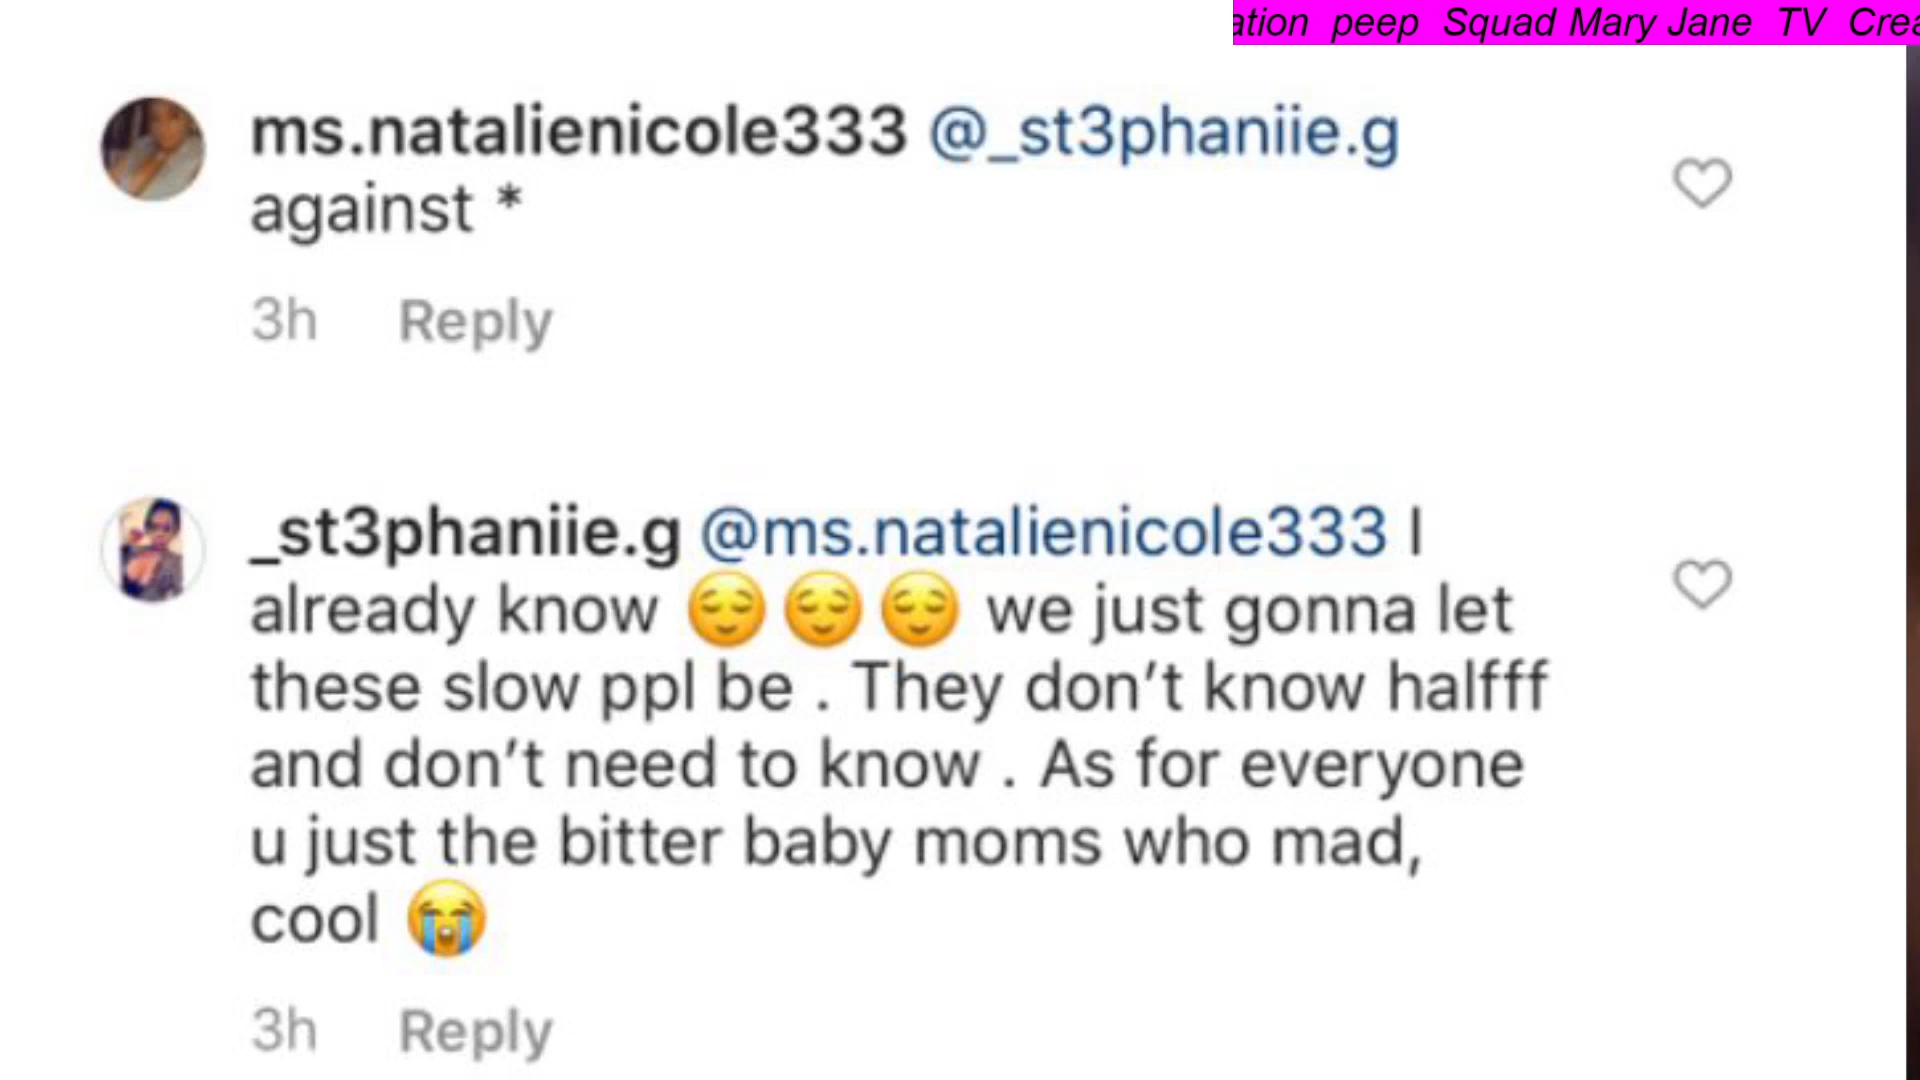 peep Squad Mary Jane TV
ms.natalienicole333 @_st3phaniie.g
against *
3h Reply
_st3phaniie.g @ms.natalienicole333 I
already know 😌😌😌 we just gonna let
these slow ppl be . They don’t know halfff
and don’t need to know . As for everyone
u just the bitter baby moms who mad,
cool 😭
3h Reply